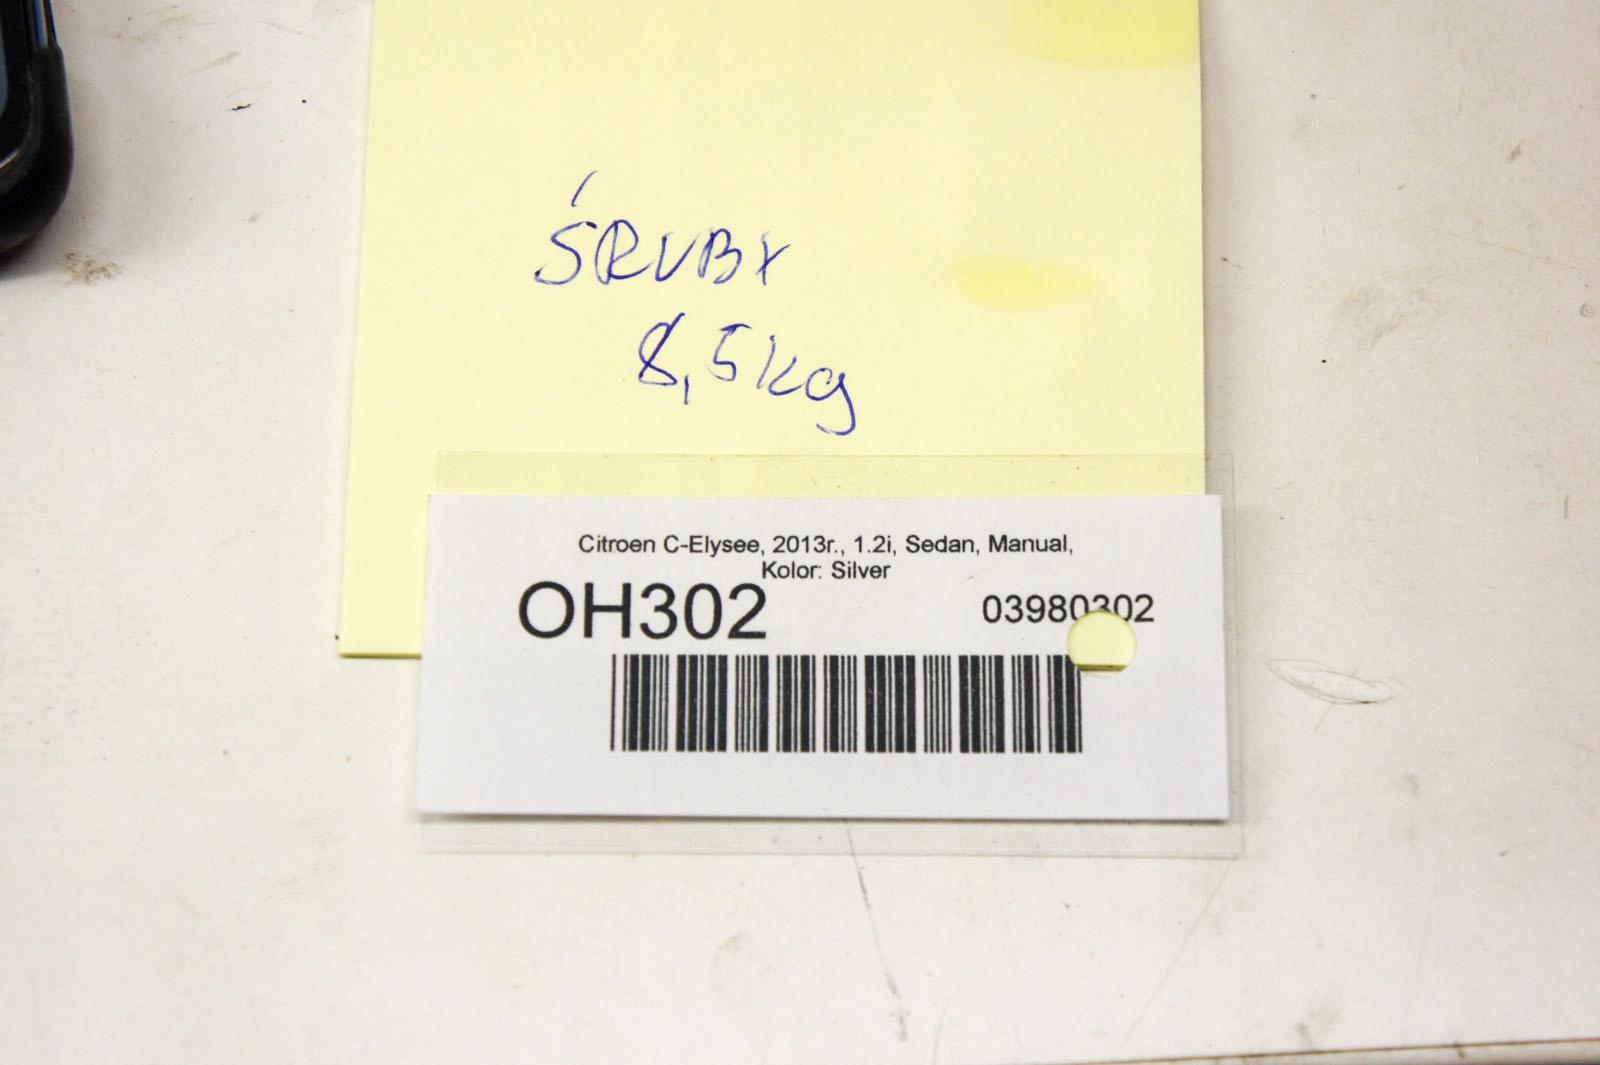 ŚRUBY
8,5kg
Citroen C-Elysee, 2013r., 1.2i, Sedan, Manual,
Kolor: Silver
OH302
03980302